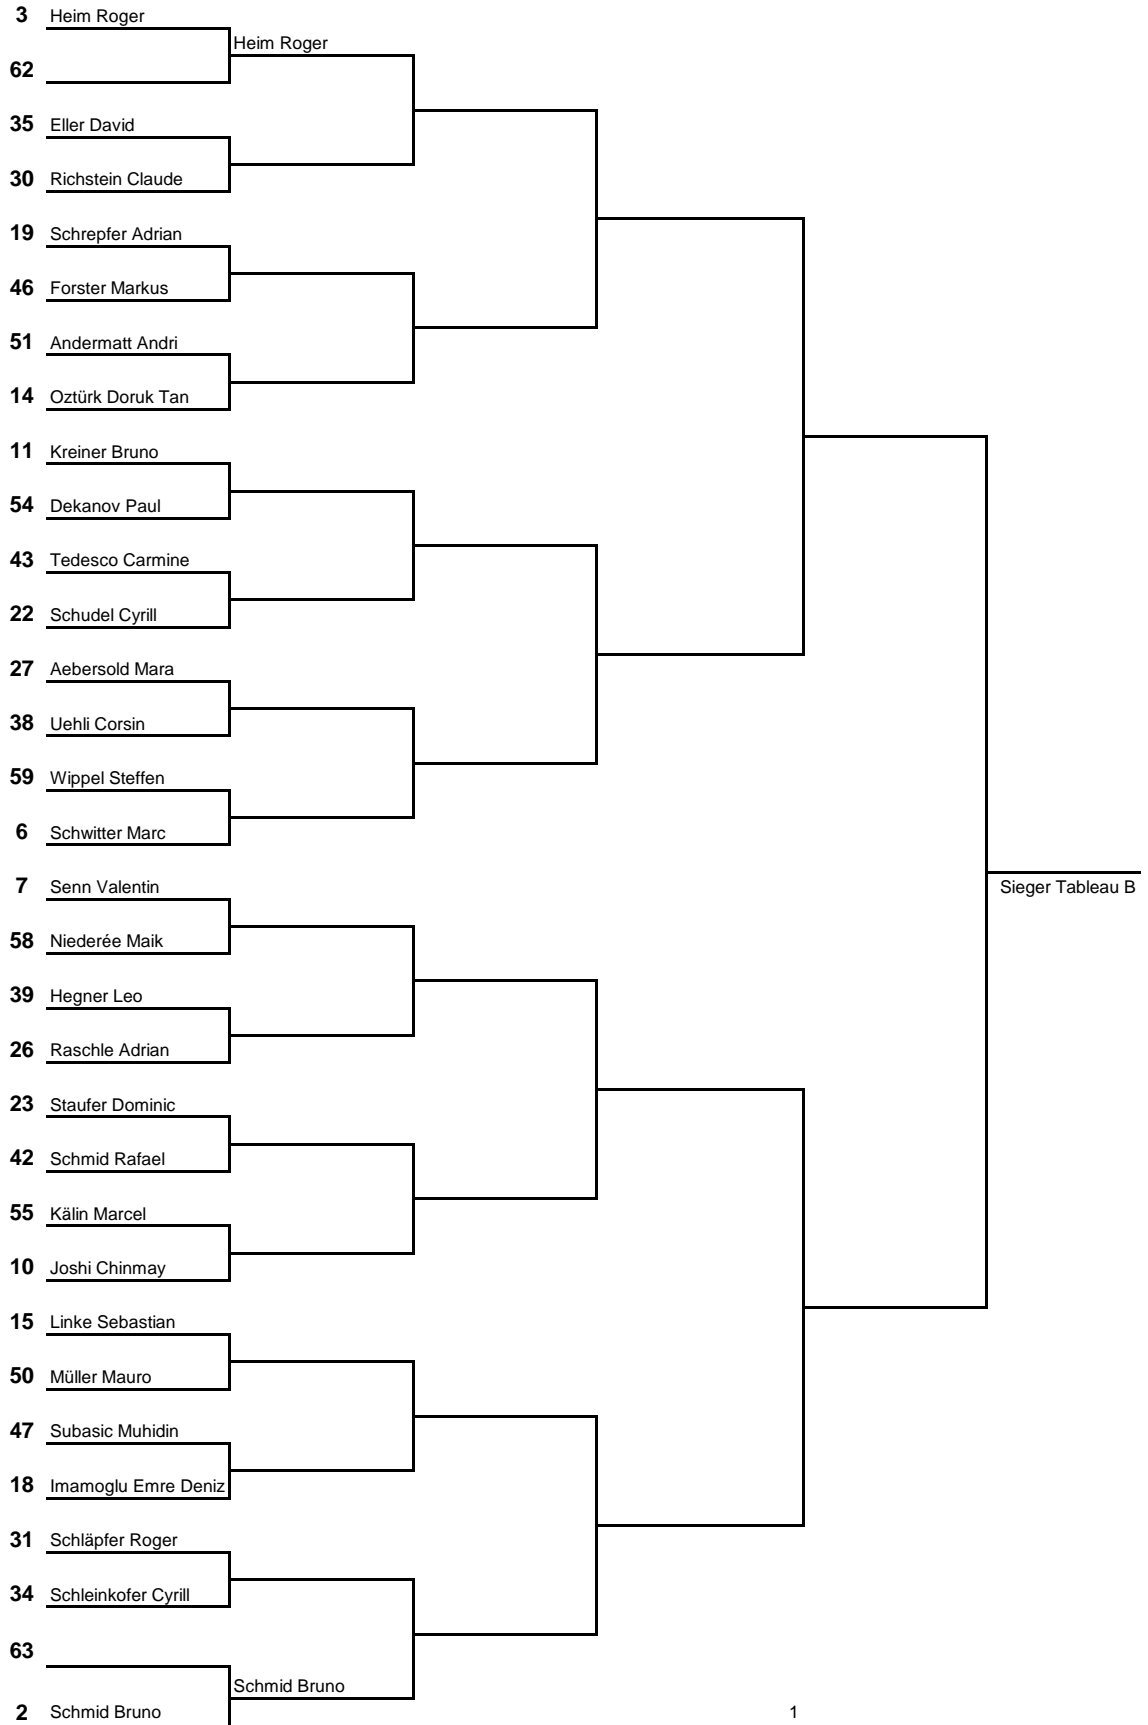 3 Heim Roger
Heim Roger
62
35 Eller David
30 Richstein Claude
19 Schrepfer Adrian
46 Forster Markus
51 Andermatt Andri
14 Oztürk Doruk Tan
11 Kreiner Bruno
54 Dekanov Paul
43 Tedesco Carmine
22 Schudel Cyrill
27 Aebersold Mara
38 Uehli Corsin
59 Wippel Steffen
6 Schwitter Marc
7 Senn Valentin
Sieger Tableau B
58 Niederée Maik
39 Hegner Leo
26 Raschle Adrian
23 Staufer Dominic
42 Schmid Rafael
55 Kälin Marcel
10 Joshi Chinmay
15 Linke Sebastian
50 Müller Mauro
47 Subasic Muhidin
18 Imamoglu Emre Deniz
31 Schläpfer Roger
34 Schleinkofer Cyrill
63
Schmid Bruno
2 Schmid Bruno
1